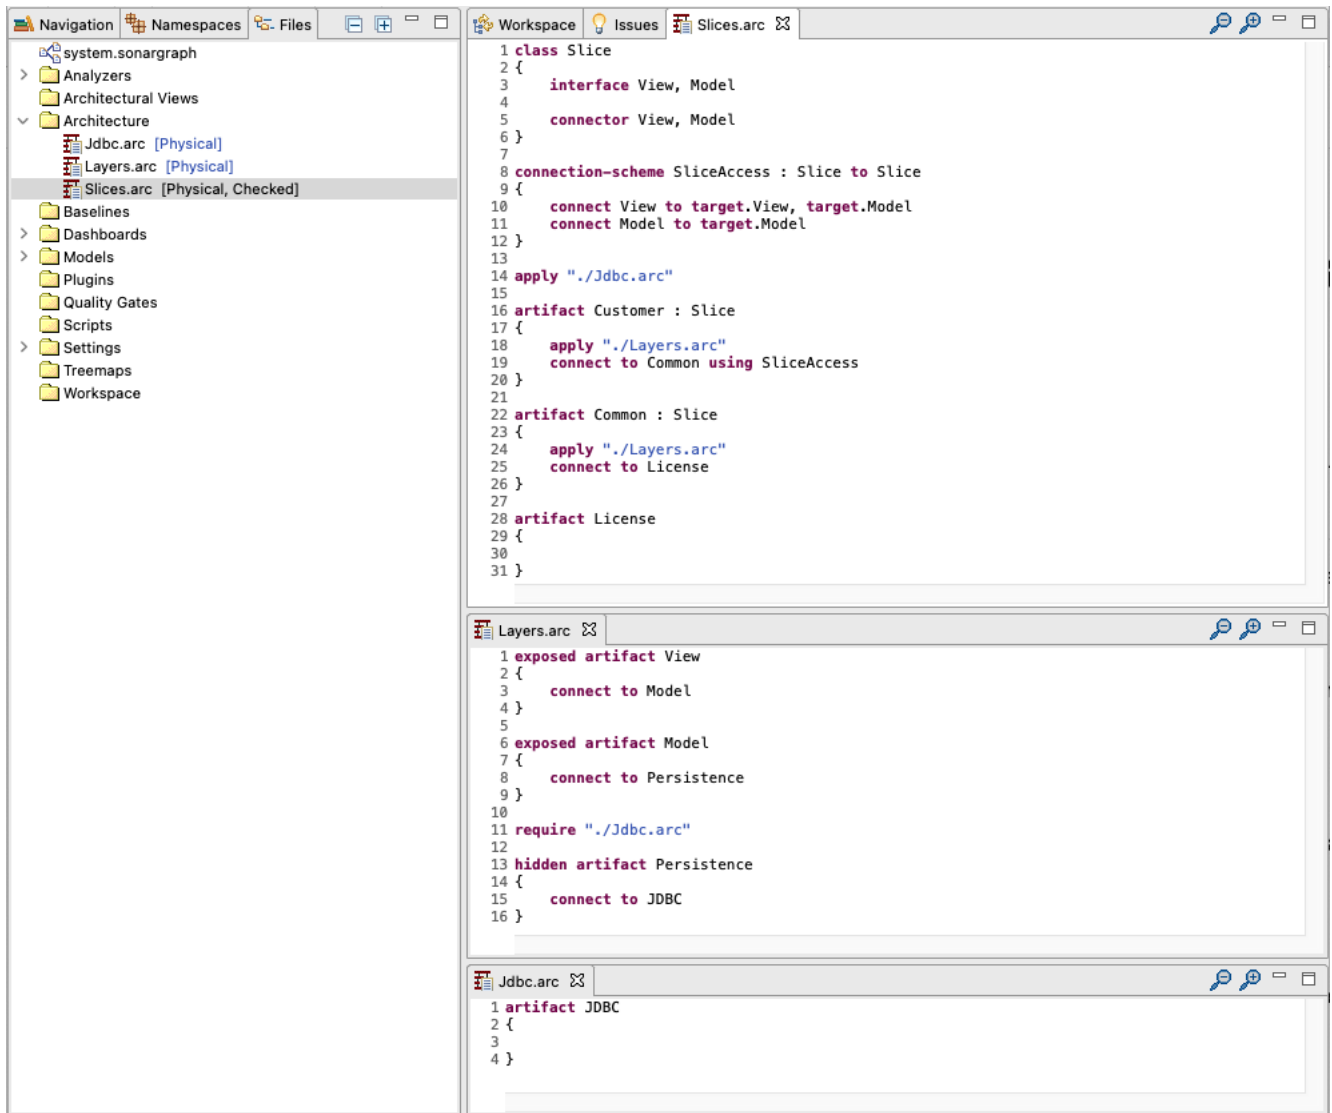 Navigation Namespaces Files
system.sonargraph
Analyzers
Architectural Views
Architecture
Jdbc.arc [Physical]
Layers.arc [Physical]
Slices.arc [Physical, Checked]
Baselines
Dashboards
Models
Plugins
Quality Gates
Scripts
Settings
Treemaps
Workspace
Workspace Issues Slices.arc
1 class Slice
2 {
3     interface View, Model
4
5     connector View, Model
6 }
7
8 connection-scheme SliceAccess : Slice to Slice
9 {
10     connect View to target.View, target.Model
11     connect Model to target.Model
12 }
13
14 apply "./Jdbc.arc"
15
16 artifact Customer : Slice
17 {
18     apply "./Layers.arc"
19     connect to Common using SliceAccess
20 }
21
22 artifact Common : Slice
23 {
24     apply "./Layers.arc"
25     connect to License
26 }
27
28 artifact License
29 {
30
31 }
Layers.arc
1 exposed artifact View
2 {
3     connect to Model
4 }
5
6 exposed artifact Model
7 {
8     connect to Persistence
9 }
10
11 require "./Jdbc.arc"
12
13 hidden artifact Persistence
14 {
15     connect to JDBC
16 }
Jdbc.arc
1 artifact JDBC
2 {
3
4 }